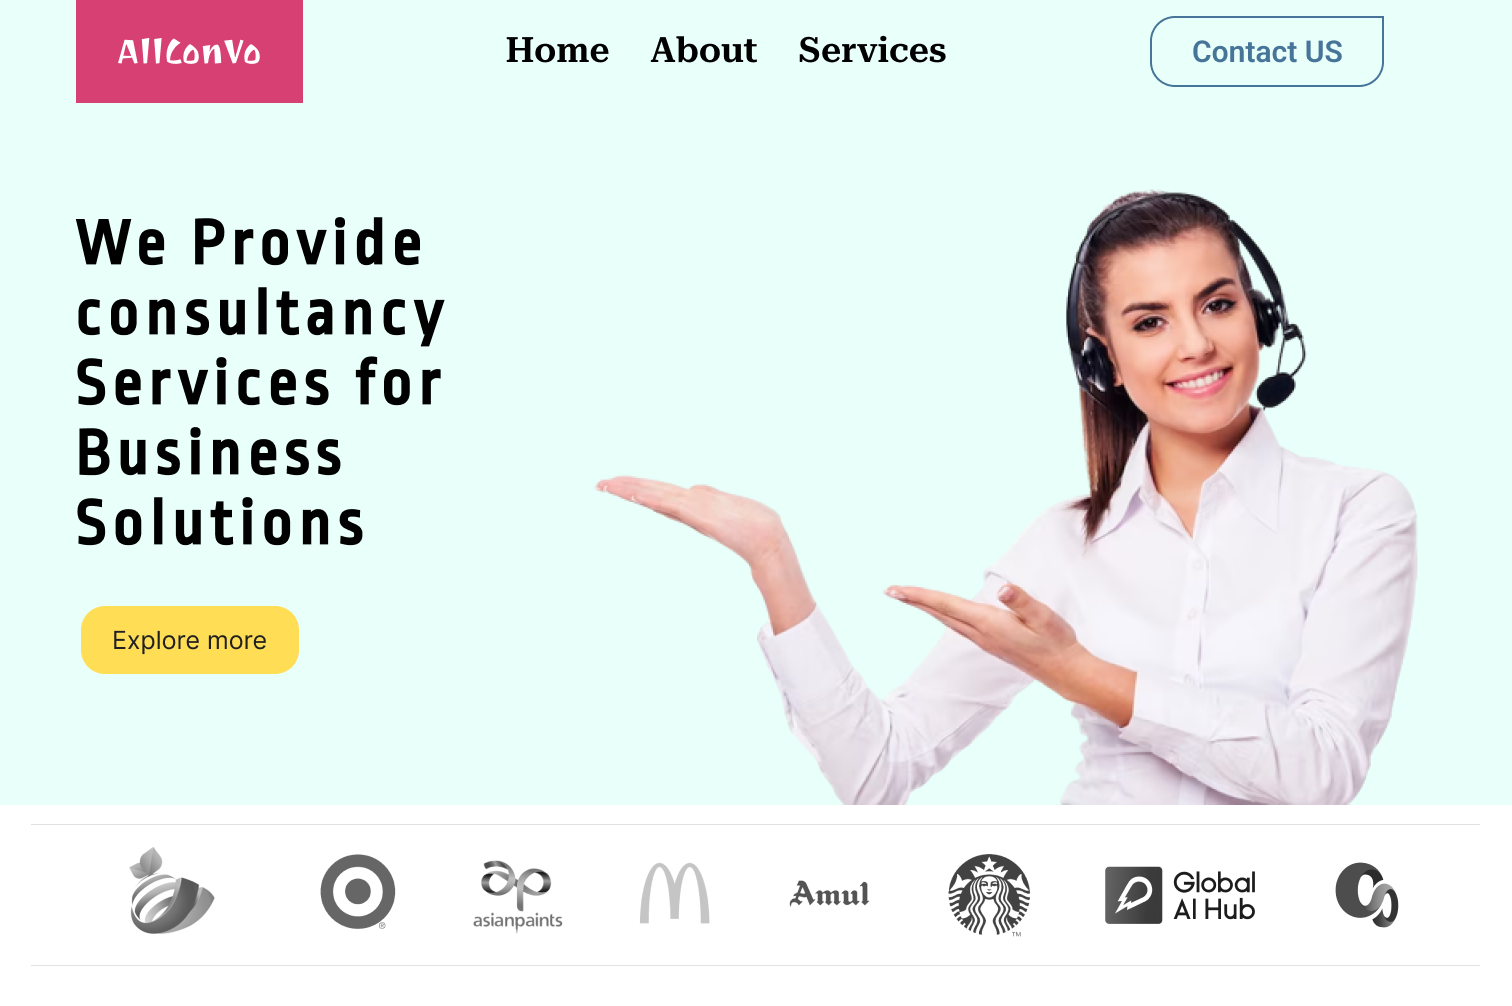 AllConVo
Home About Services
Contact US
We Provide
consultancy
Services for
Business
Solutions
Explore more
®
asianpaints
Amul
TM
Global
AI Hub